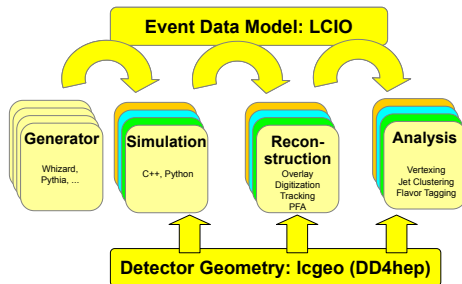 Event Data Model: LCIO
Generator
Whizard,
Pythia, ...
Simulation
C++, Python
Recon-
struction
Overlay
Digitization
Tracking
PFA
Analysis
Vertexing
Jet Clustering
Flavor Tagging
Detector Geometry: lcgeo (DD4hep)